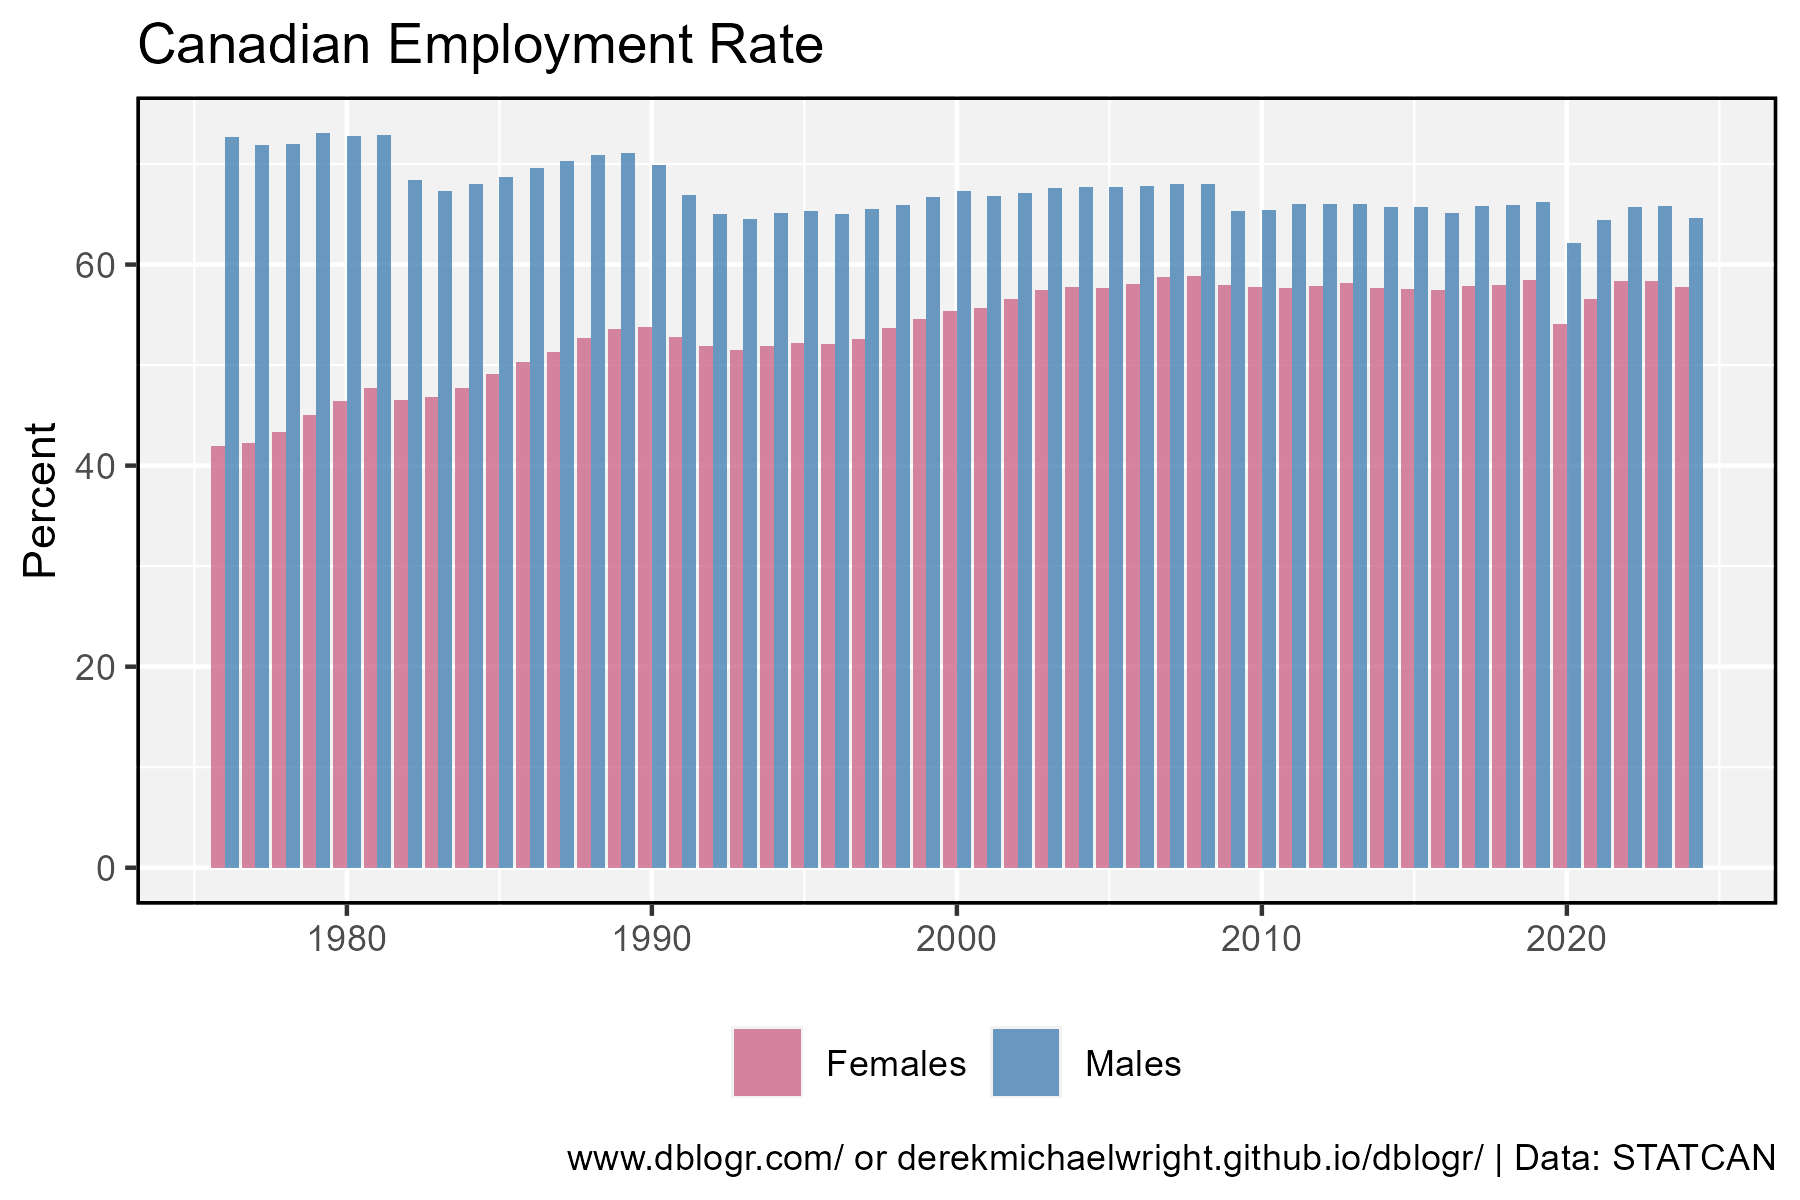 Canadian Employment Rate
Percent
60
40
20
0
1980 1990 2000 2010 2020
Females Males
www.dblogr.com/ or derekmichaelwright.github.io/dblogr/ | Data: STATCAN